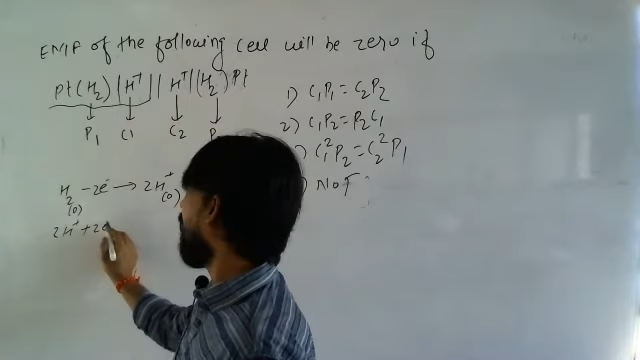 EMF of the following cell will be zero if
Pt(H2) | H+ || H+ | (H2) Pt
P1 C1 C2 P
1) C1P1 = C2P2
2) C1P2 = P2C1
) C1²P2 = C2²P1
) NOT
H2 - 2e- → 2H+
(0) (0)
2H+ + 2e